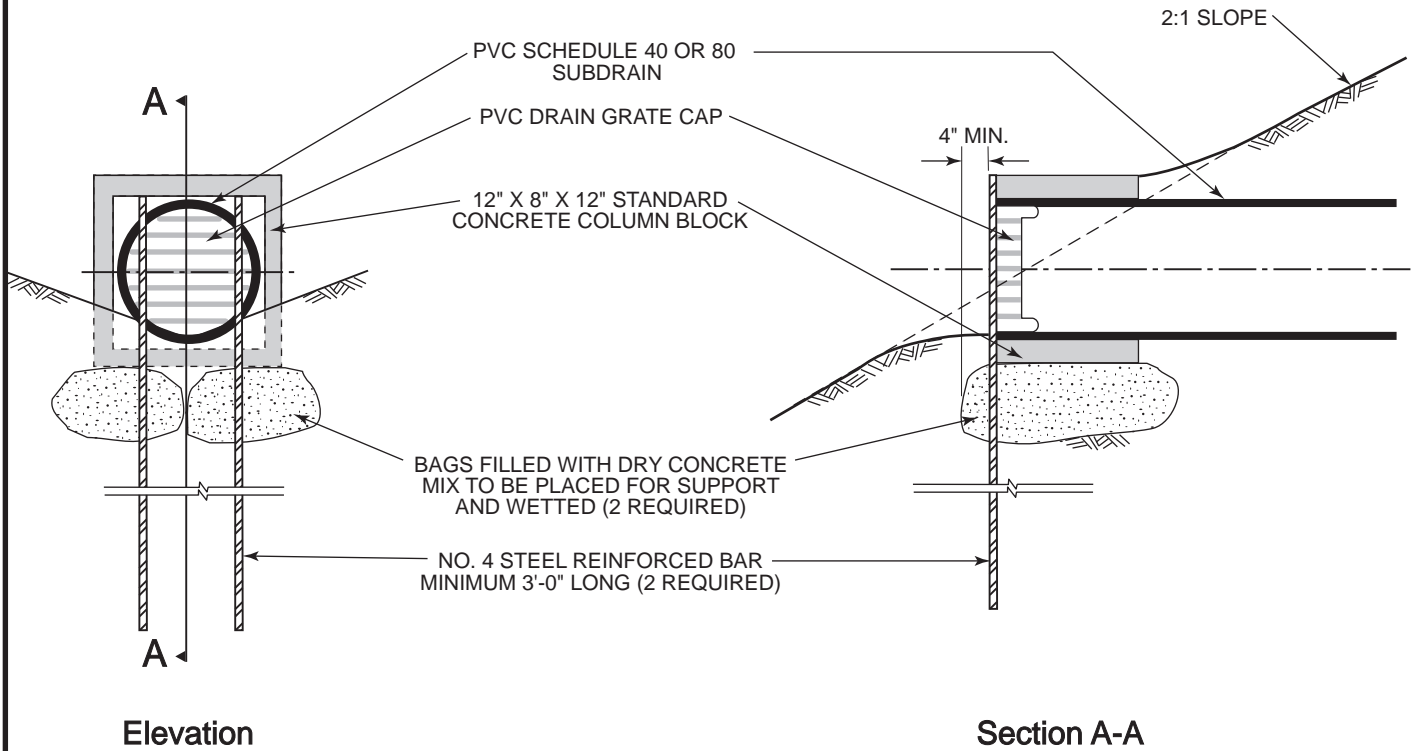 2:1 SLOPE
PVC SCHEDULE 40 OR 80
SUBDRAIN
A
PVC DRAIN GRATE CAP
4" MIN.
12" X 8" X 12" STANDARD
CONCRETE COLUMN BLOCK
BAGS FILLED WITH DRY CONCRETE
MIX TO BE PLACED FOR SUPPORT
AND WETTED (2 REQUIRED)
NO. 4 STEEL REINFORCED BAR
MINIMUM 3'-0" LONG (2 REQUIRED)
A
Elevation
Section A-A